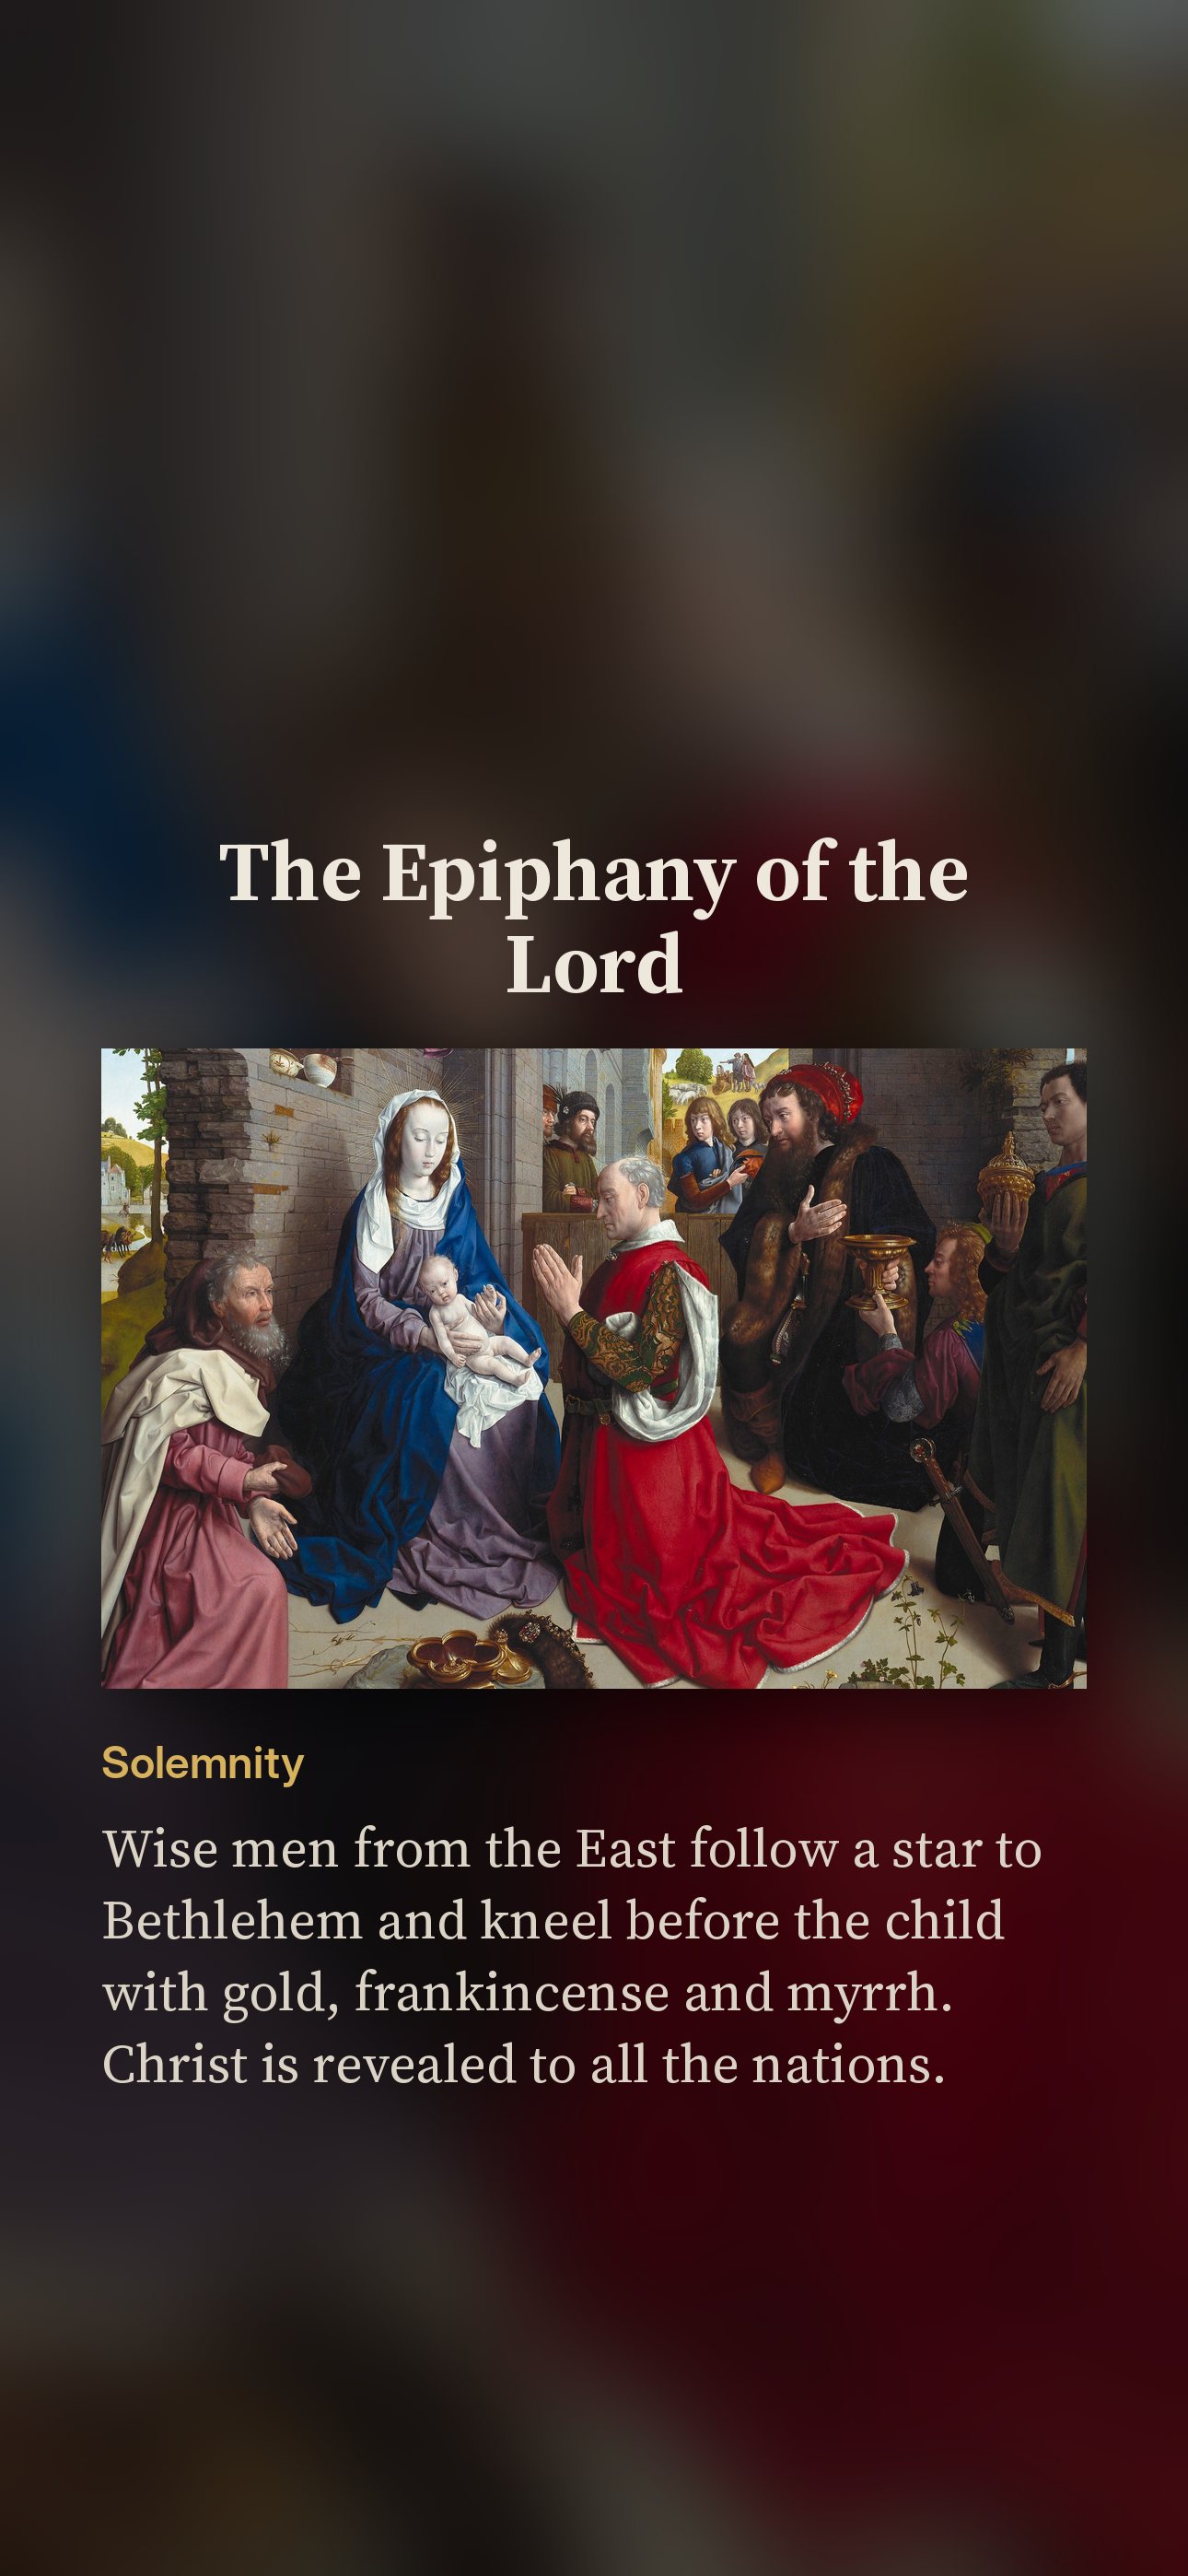 The Epiphany of the
Lord
Solemnity
Wise men from the East follow a star to
Bethlehem and kneel before the child
with gold, frankincense and myrrh.
Christ is revealed to all the nations.